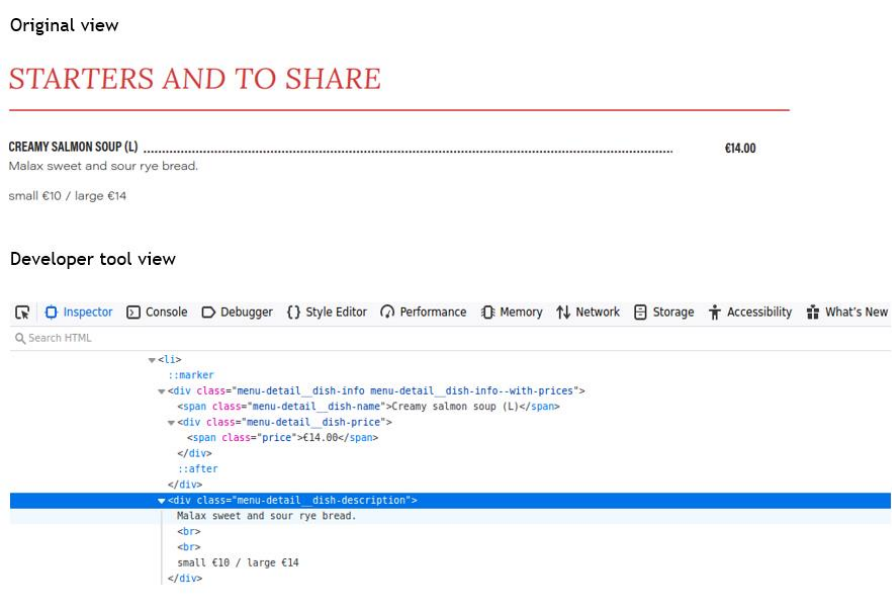 Original view
STARTERS AND TO SHARE
CREAMY SALMON SOUP (L) €14.00
Malax sweet and sour rye bread.
small €10 / large €14
Developer tool view
Inspector Console Debugger Style Editor Performance Memory Network Storage Accessibility What's New
Search HTML
<li>
::marker
<div class="menu-detail__dish-info menu-detail__dish-info--with-prices">
<span class="menu-detail__dish-name">Creamy salmon soup (L)</span>
<div class="menu-detail__dish-price">
<span class="price">€14.00</span>
</div>
::after
</div>
<div class="menu-detail__dish-description">
Malax sweet and sour rye bread.
<br>
<br>
small €10 / large €14
</div>